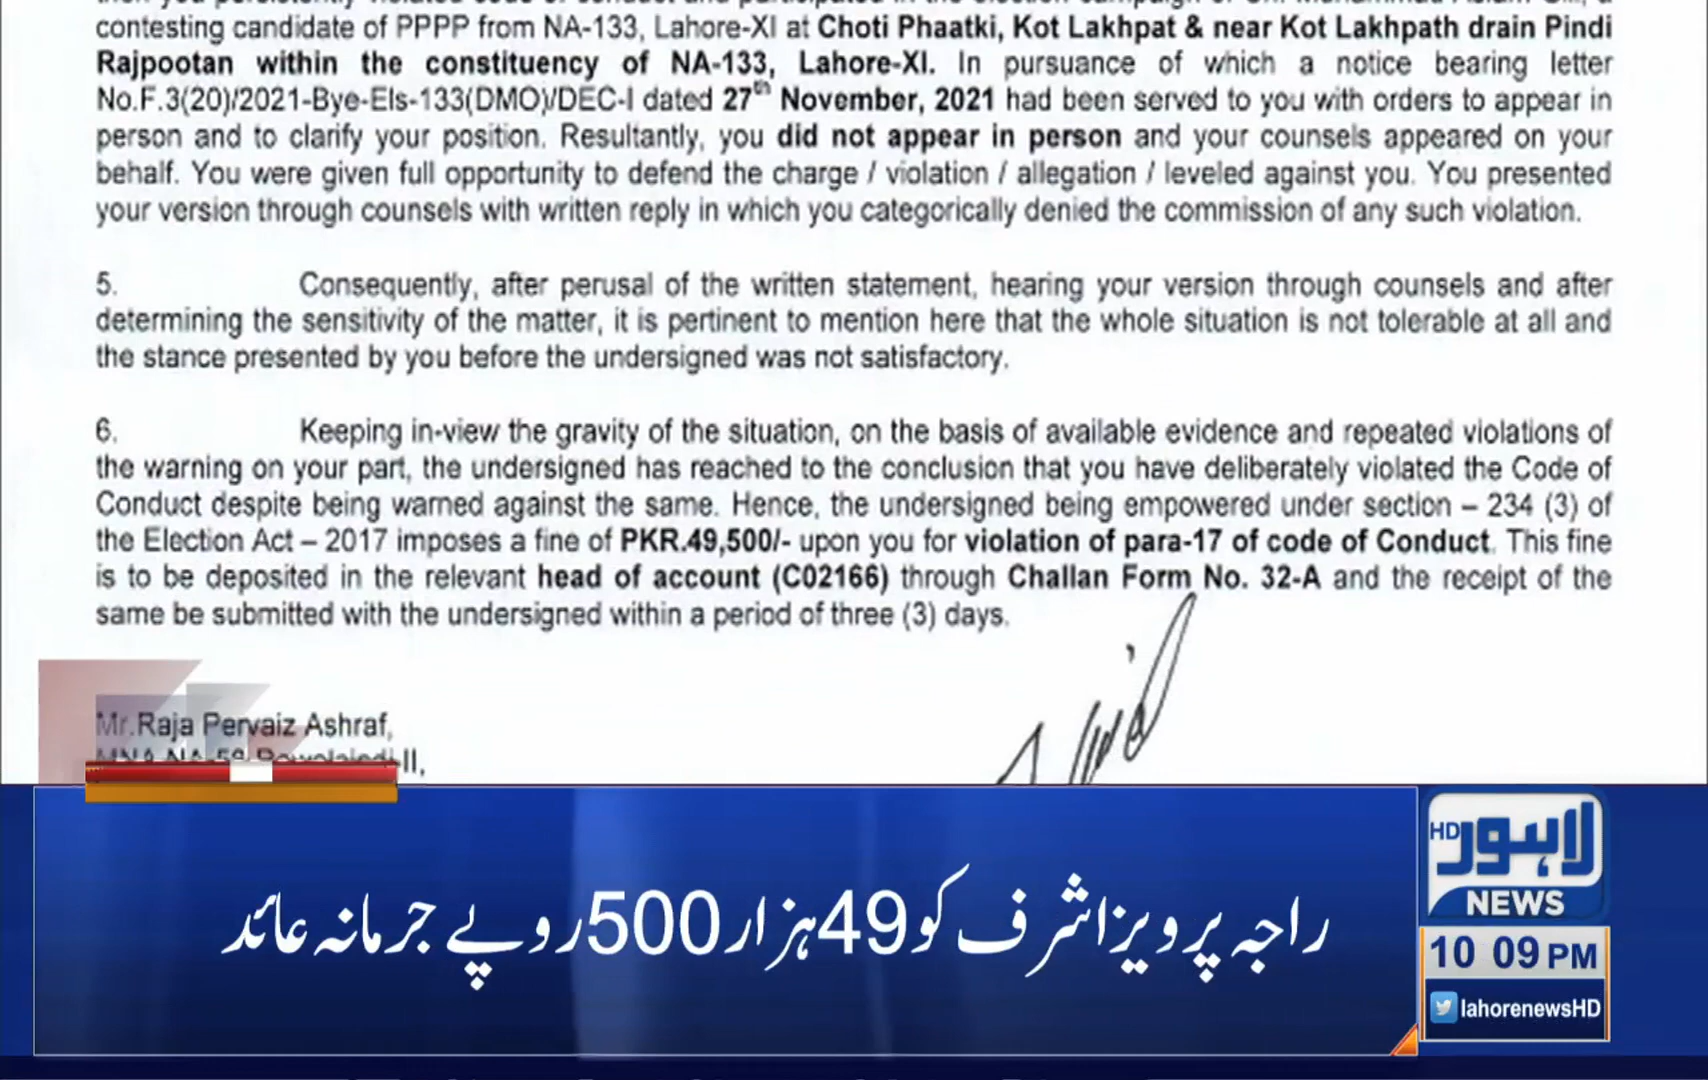 contesting candidate of PPPP from NA-133, Lahore-XI at Choti Phaatki, Kot Lakhpat & near Kot Lakhpath drain Pindi
Rajpootan within the constituency of NA-133, Lahore-XI. In pursuance of which a notice bearing letter
No.F.3(20)/2021-Bye-Els-133(DMO)/DEC-I dated 27th November, 2021 had been served to you with orders to appear in
person and to clarify your position. Resultantly, you did not appear in person and your counsels appeared on your
behalf. You were given full opportunity to defend the charge / violation / allegation / leveled against you. You presented
your version through counsels with written reply in which you categorically denied the commission of any such violation.
5. Consequently, after perusal of the written statement, hearing your version through counsels and after
determining the sensitivity of the matter, it is pertinent to mention here that the whole situation is not tolerable at all and
the stance presented by you before the undersigned was not satisfactory.
6. Keeping in-view the gravity of the situation, on the basis of available evidence and repeated violations of
the warning on your part, the undersigned has reached to the conclusion that you have deliberately violated the Code of
Conduct despite being warned against the same. Hence, the undersigned being empowered under section – 234 (3) of
the Election Act – 2017 imposes a fine of PKR.49,500/- upon you for violation of para-17 of code of Conduct. This fine
is to be deposited in the relevant head of account (C02166) through Challan Form No. 32-A and the receipt of the
same be submitted with the undersigned within a period of three (3) days.
Mr.Raja Pervaiz Ashraf,
راجہ پرویز اشرف کو 49 ہزار 500 روپے جرمانہ عائد
لاہور HD
NEWS
10 09 PM
lahorenewsHD